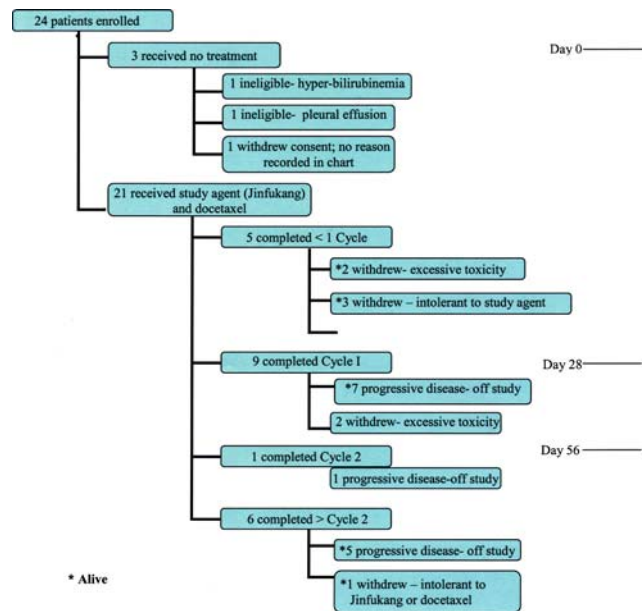 24 patients enrolled
3 received no treatment
Day 0
1 ineligible- hyper-bilirubinemia
1 ineligible- pleural effusion
1 withdrew consent; no reason
recorded in chart
21 received study agent (Jinfukang)
and docetaxel
5 completed < 1 Cycle
*2 withdrew- excessive toxicity
*3 withdrew – intolerant to study agent
9 completed Cycle I
Day 28
*7 progressive disease- off study
2 withdrew- excessive toxicity
Day 56
1 completed Cycle 2
1 progressive disease-off study
6 completed > Cycle 2
*5 progressive disease- off study
*1 withdrew – intolerant to
Jinfukang or docetaxel
* Alive